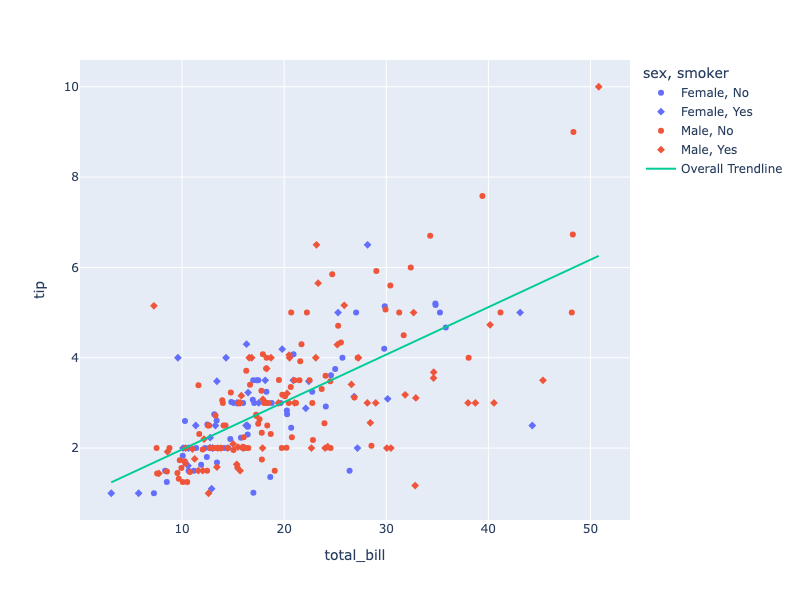 sex, smoker
Female, No
Female, Yes
Male, No
Male, Yes
Overall Trendline
10
8
6
4
2
tip
10
20
30
40
50
total_bill